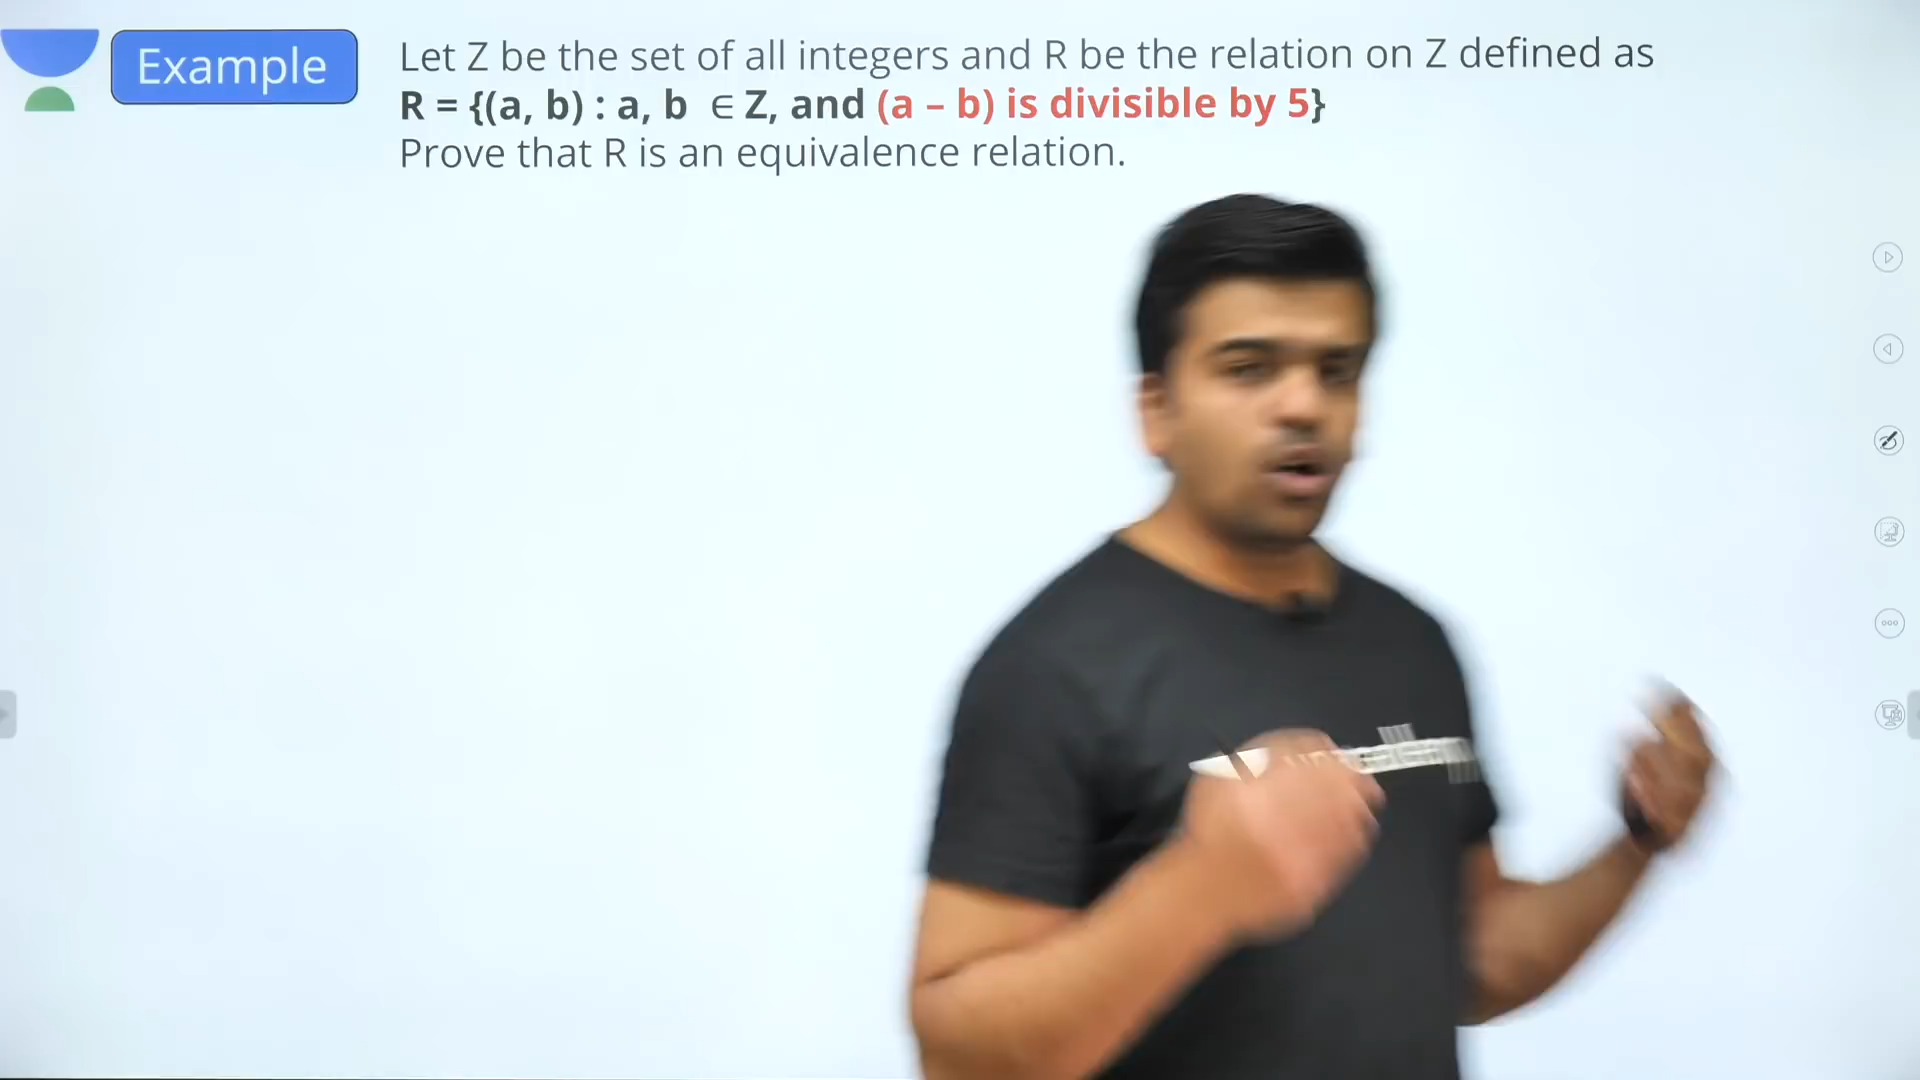 Example
Let Z be the set of all integers and R be the relation on Z defined as
R = {(a, b) : a, b ∈ Z, and (a – b) is divisible by 5}
Prove that R is an equivalence relation.